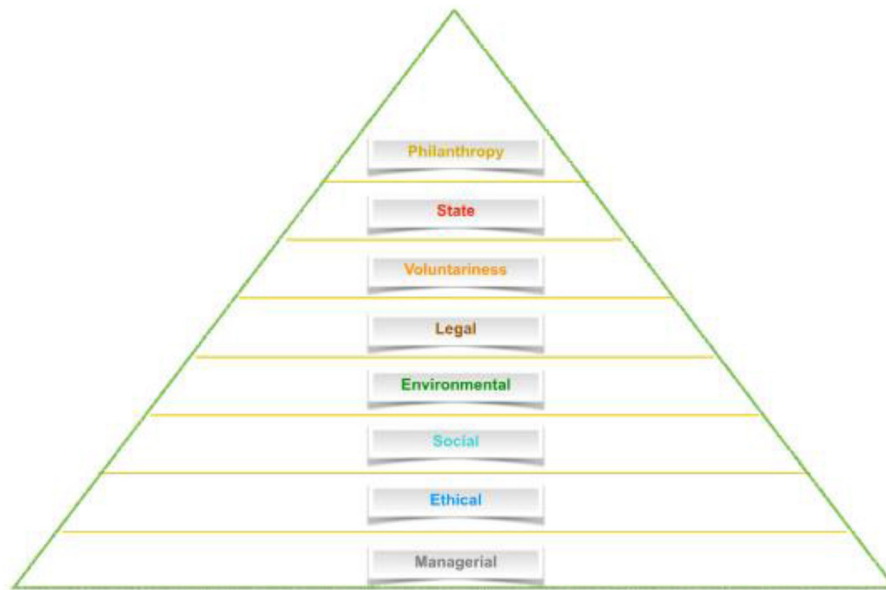 Philanthropy
State
Voluntariness
Legal
Environmental
Social
Ethical
Managerial